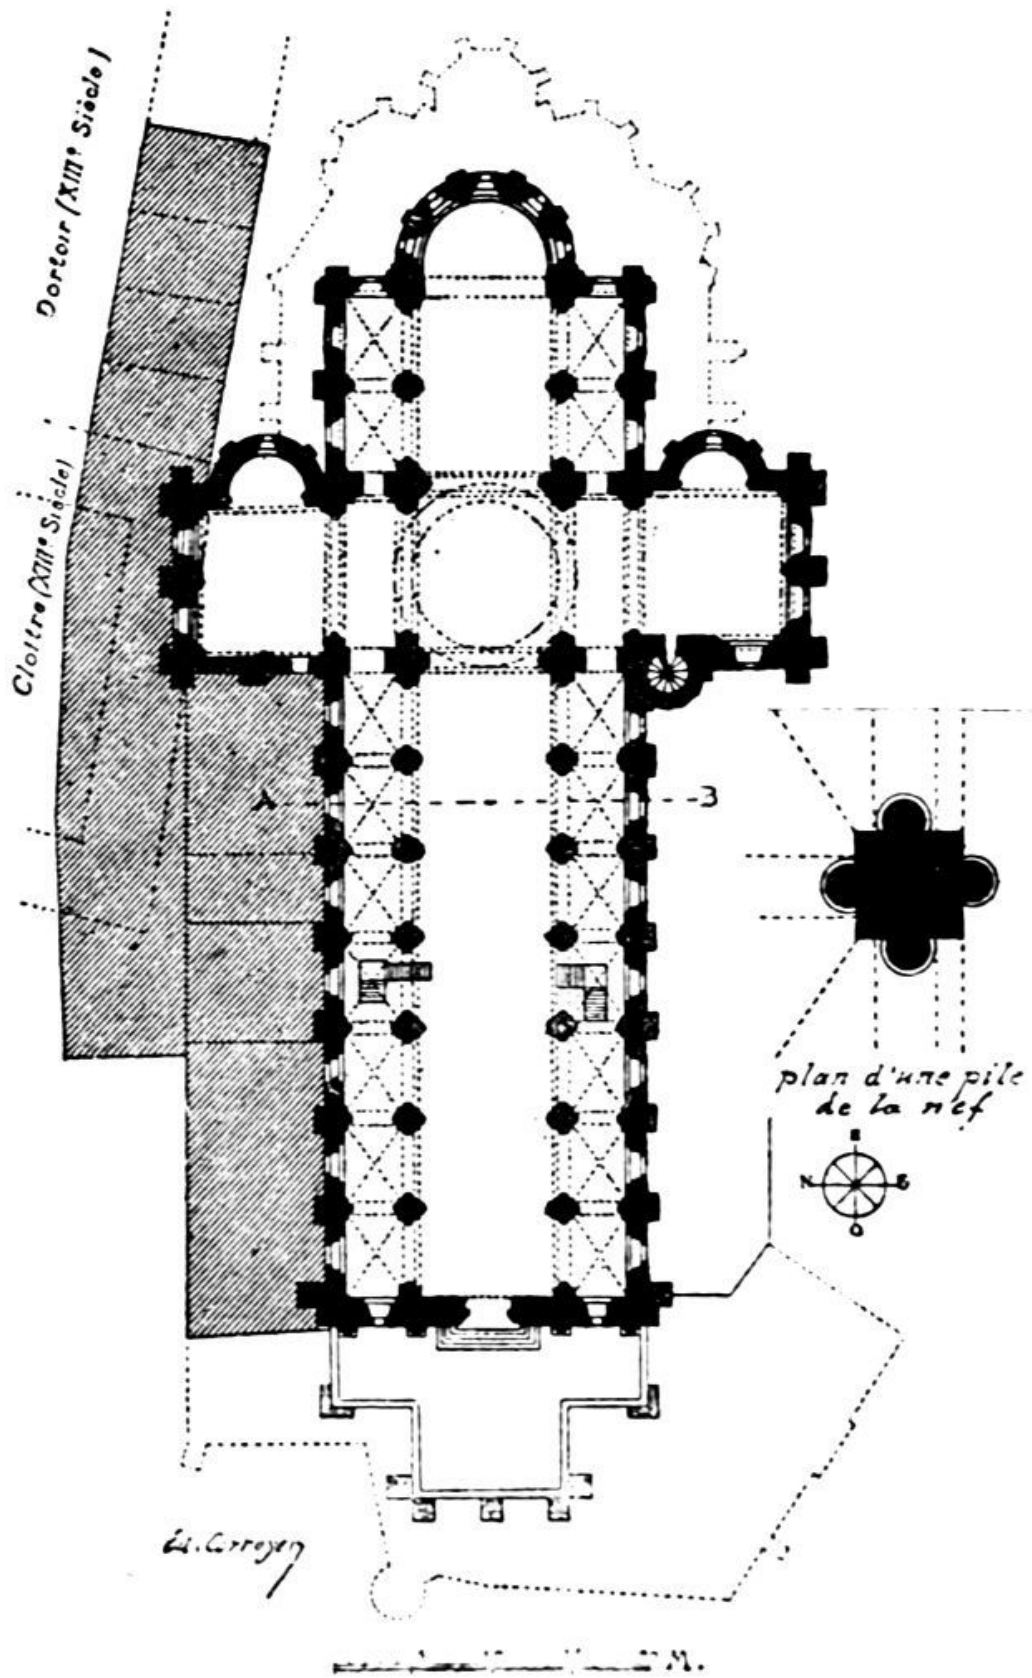 Dortoir (XIIIe Siècle)
Cloître (XIIIe Siècle)
A
B
plan d'une pile
de la nef
E
N
S
O
Ed. Corroyer
M.